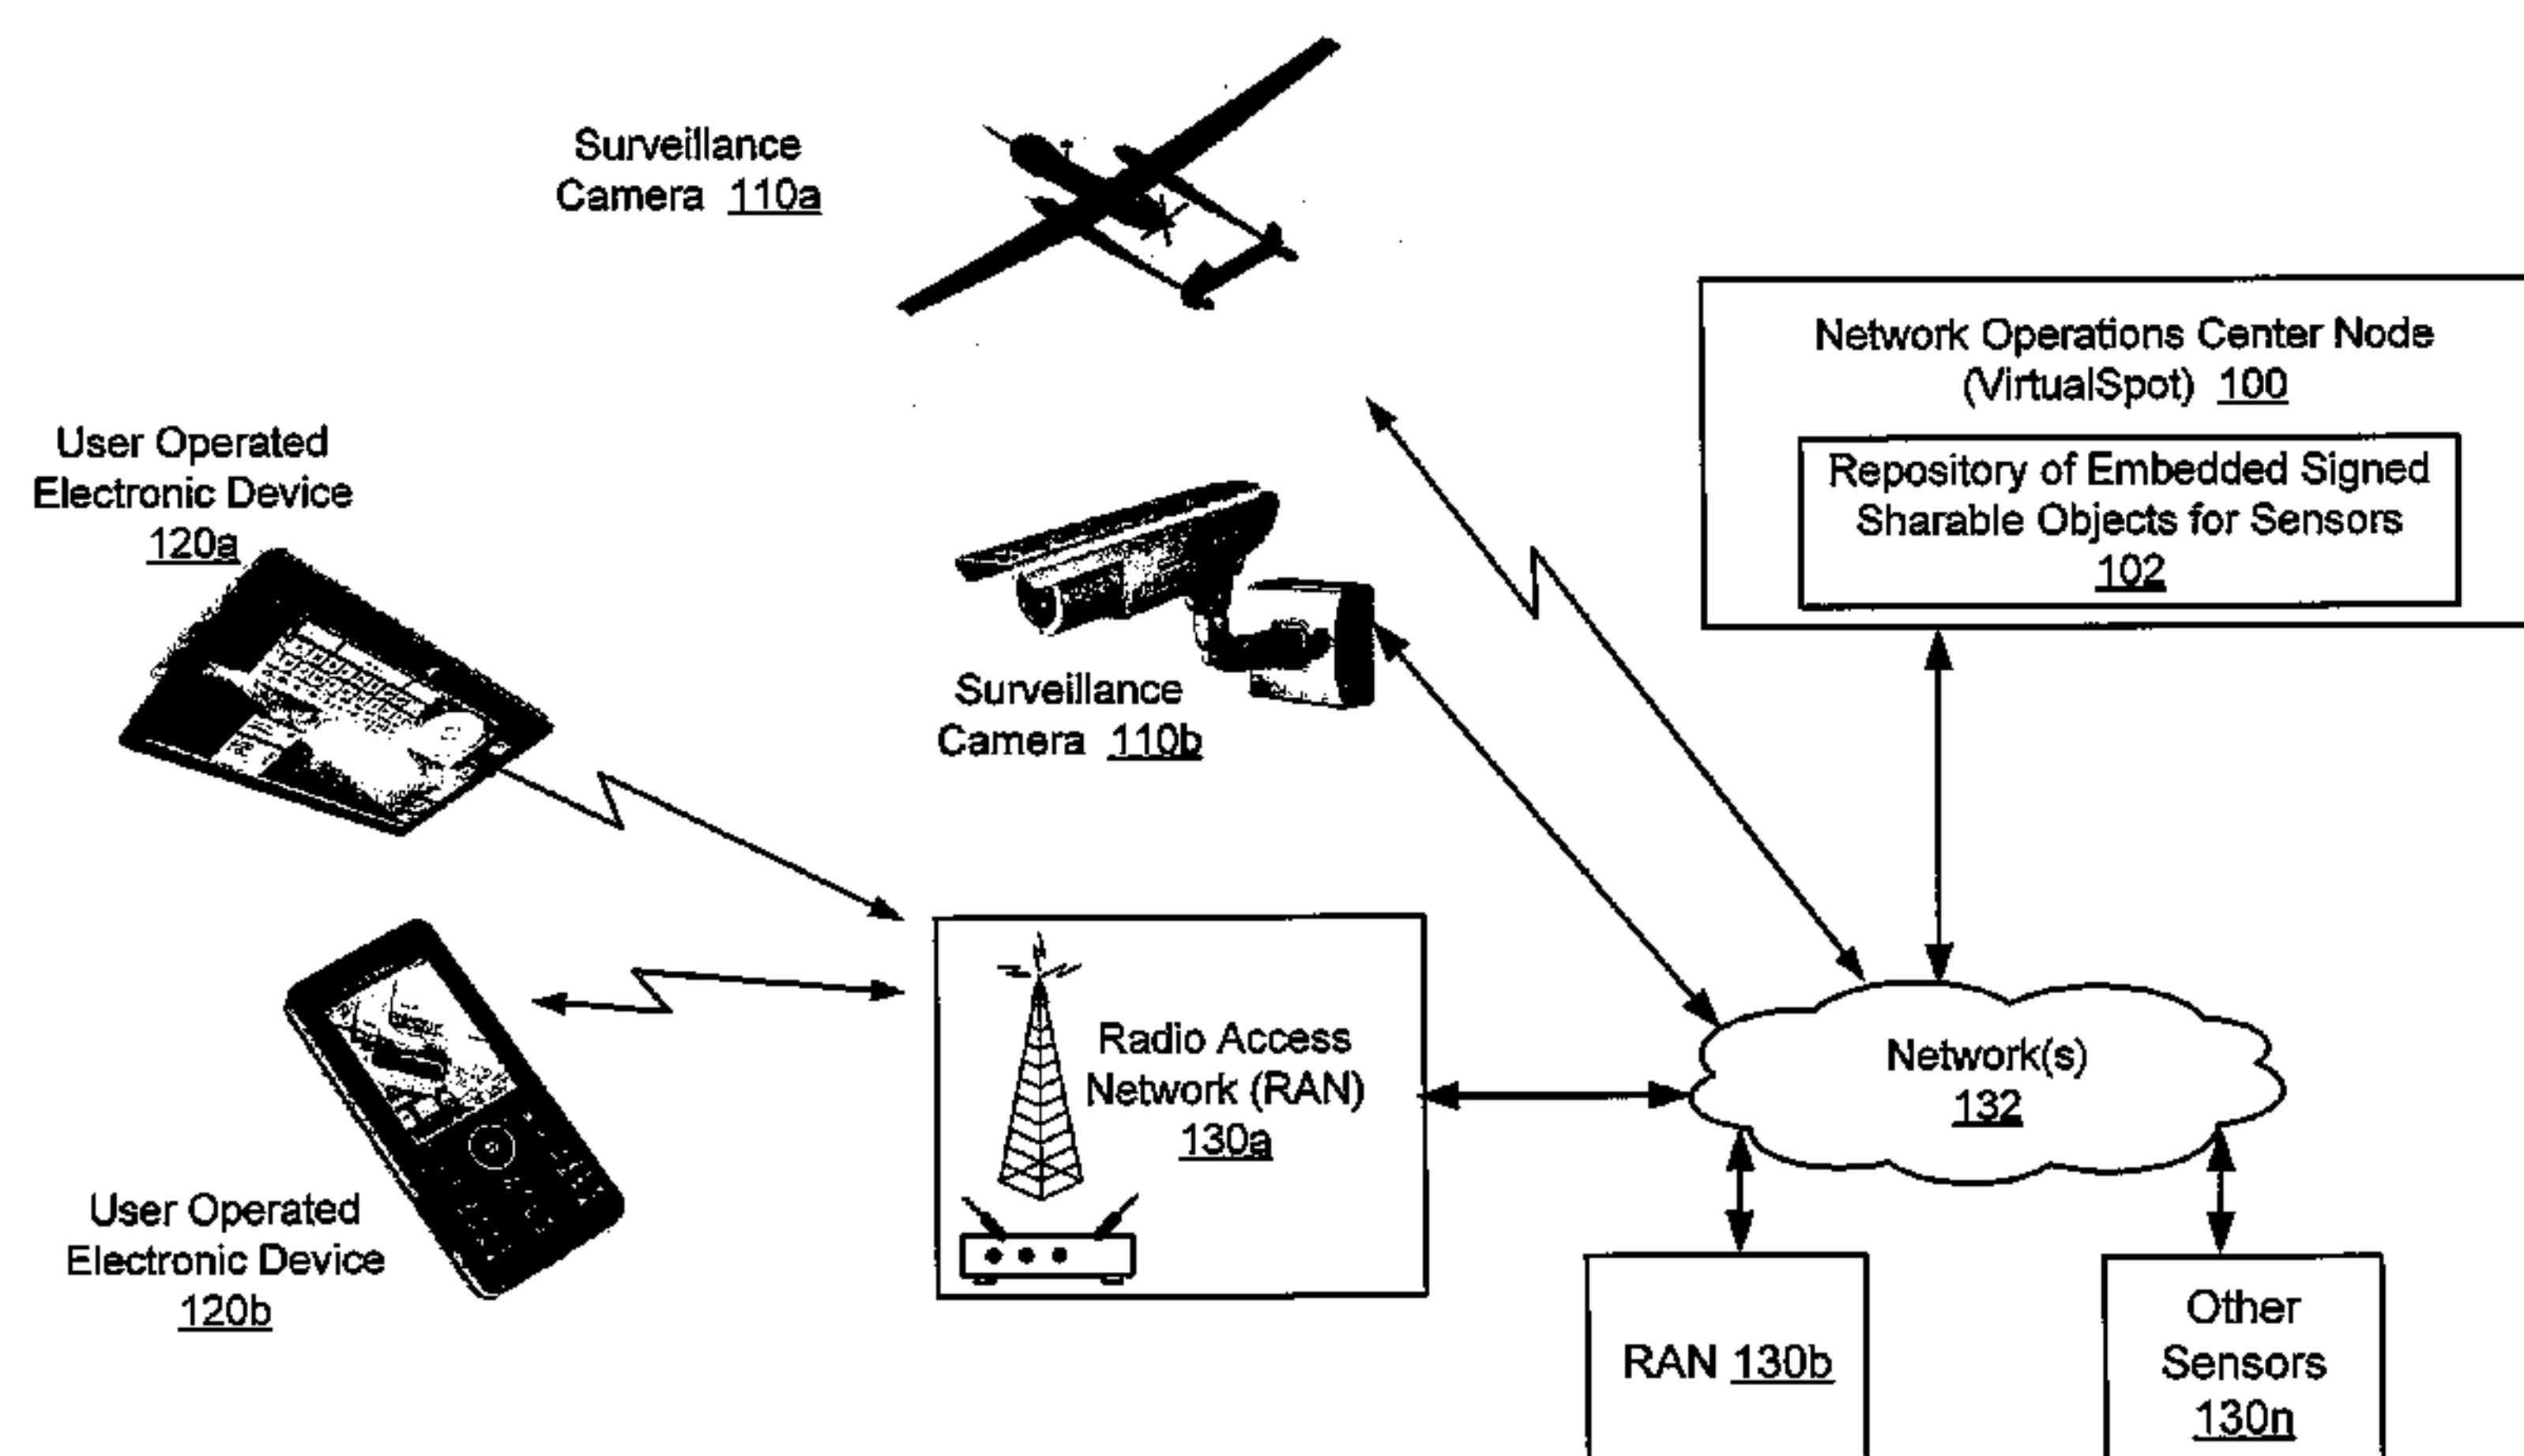 Surveillance
Camera 110a
Network Operations Center Node
(VirtualSpot) 100
Repository of Embedded Signed
Sharable Objects for Sensors
102
User Operated
Electronic Device
120a
Surveillance
Camera 110b
Radio Access
Network (RAN)
130a
Network(s)
132
User Operated
Electronic Device
120b
RAN 130b
Other
Sensors
130n